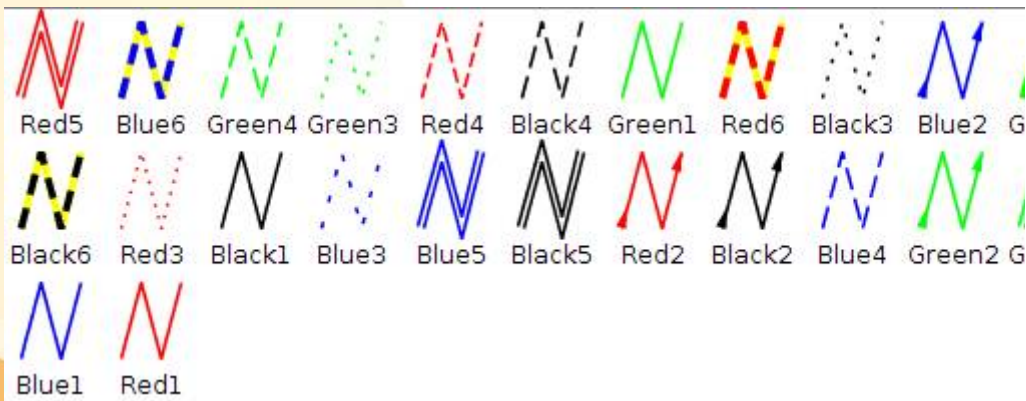 Red5 Blue6 Green4 Green3 Red4 Black4 Green1 Red6 Black3 Blue2 G
Black6 Red3 Black1 Blue3 Blue5 Black5 Red2 Black2 Blue4 Green2 G
Blue1 Red1